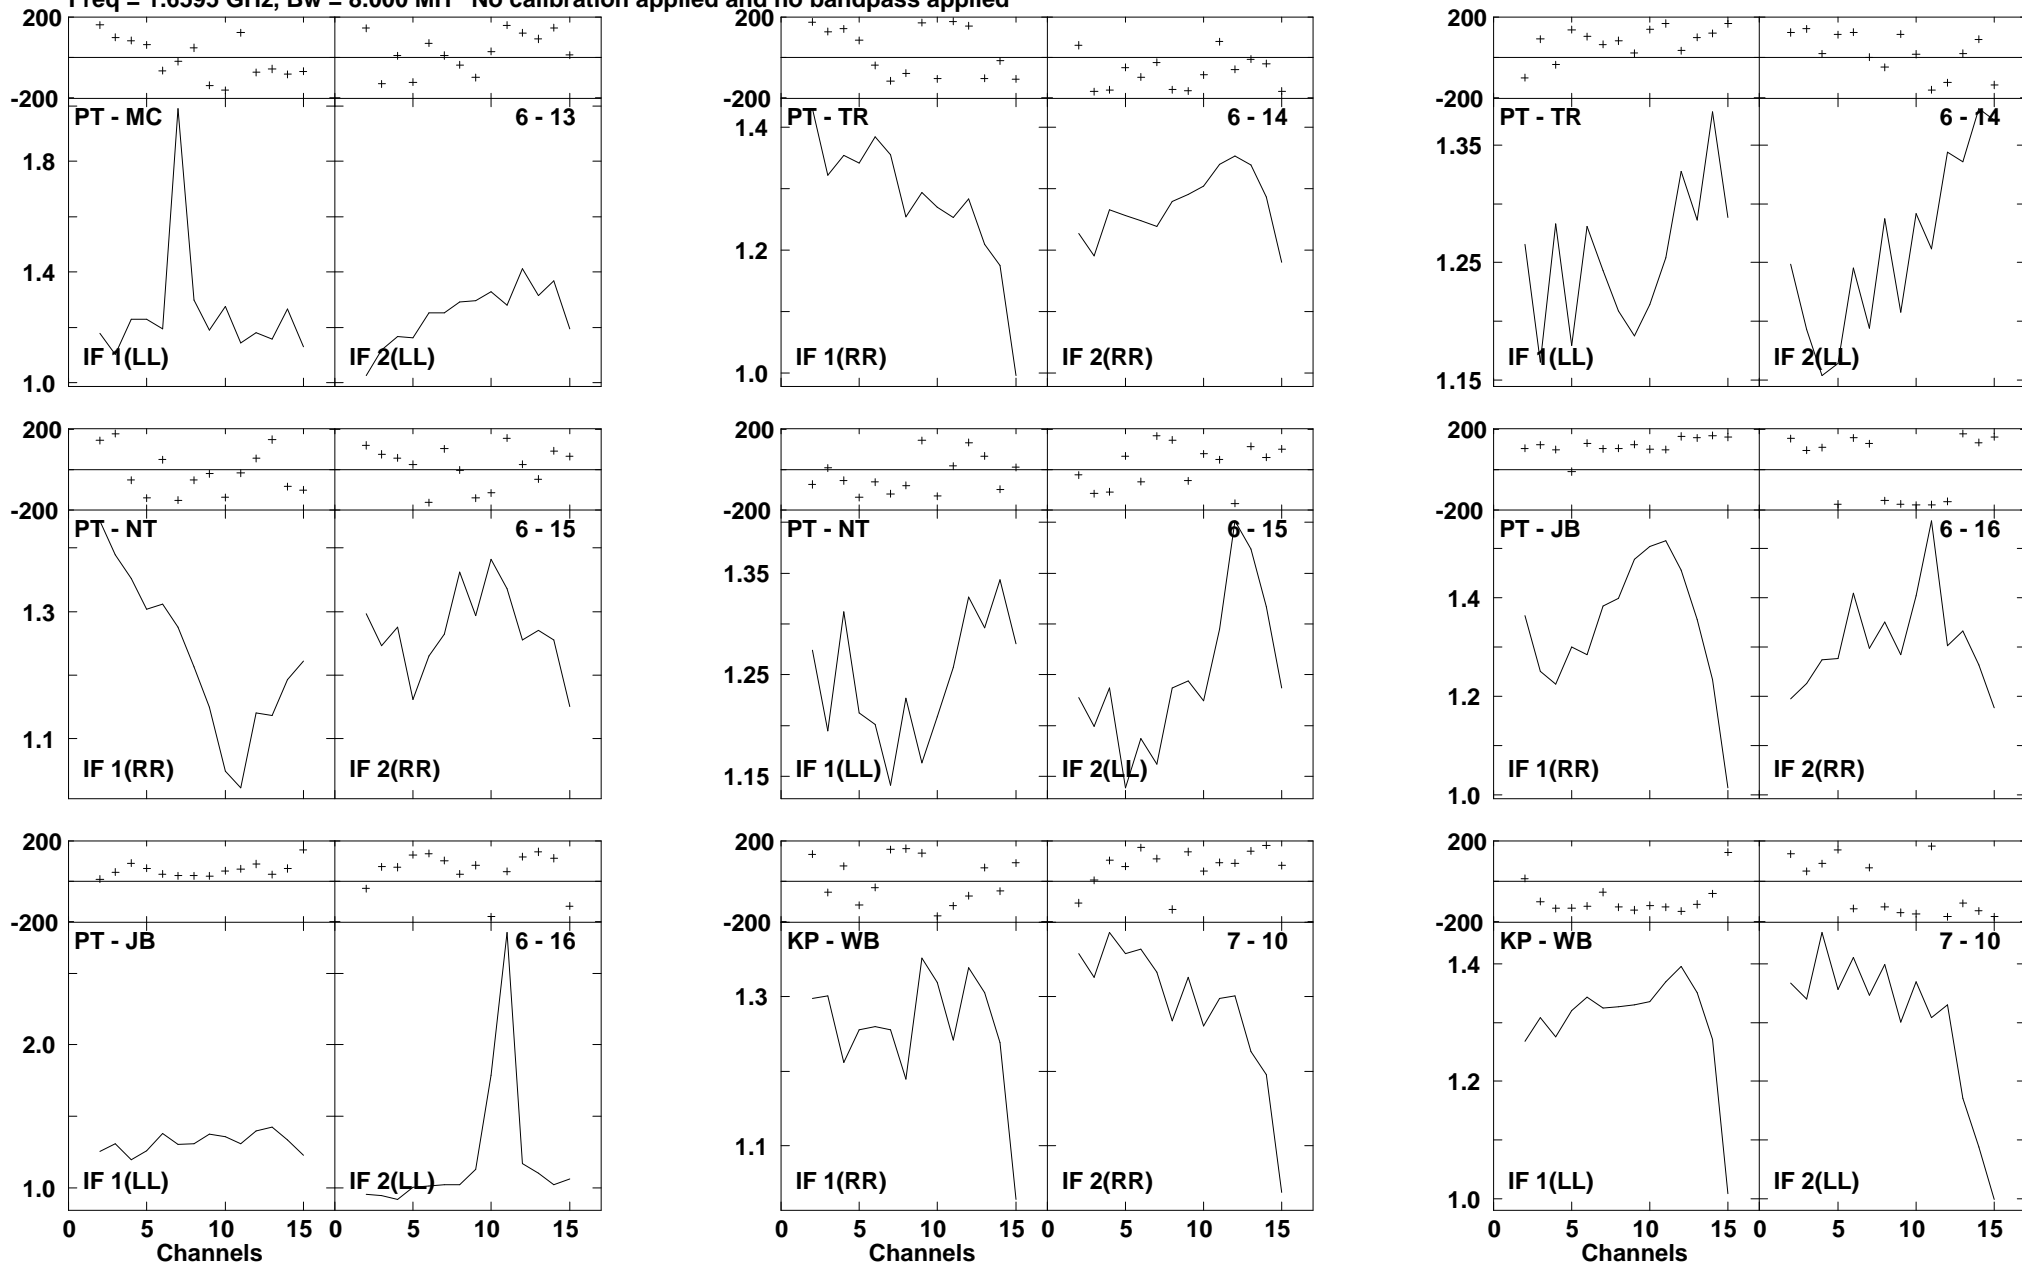 Freq = 1.6595 GHz, Bw = 8.000 MH No calibration applied and no bandpass applied
200
-200
PT - MC 6 - 13
1.8
1.4
1.0
IF 1(LL) IF 2(LL)
200
-200
PT - TR 6 - 14
1.4
1.2
1.0
IF 1(RR) IF 2(RR)
200
-200
PT - TR 6 - 14
1.35
1.25
1.15
IF 1(LL) IF 2(LL)
200
-200
PT - NT 6 - 15
1.3
1.1
IF 1(RR) IF 2(RR)
200
-200
PT - NT 6 - 15
1.35
1.25
1.15
IF 1(LL) IF 2(LL)
200
-200
PT - JB 6 - 16
1.4
1.2
1.0
IF 1(RR) IF 2(RR)
200
-200
PT - JB 6 - 16
2.0
1.0
IF 1(LL) IF 2(LL)
0 5 10 15 0 5 10 15
Channels
200
-200
KP - WB 7 - 10
1.3
1.1
IF 1(RR) IF 2(RR)
0 5 10 15 0 5 10 15
Channels
200
-200
KP - WB 7 - 10
1.4
1.2
1.0
IF 1(LL) IF 2(LL)
0 5 10 15 0 5 10 15
Channels